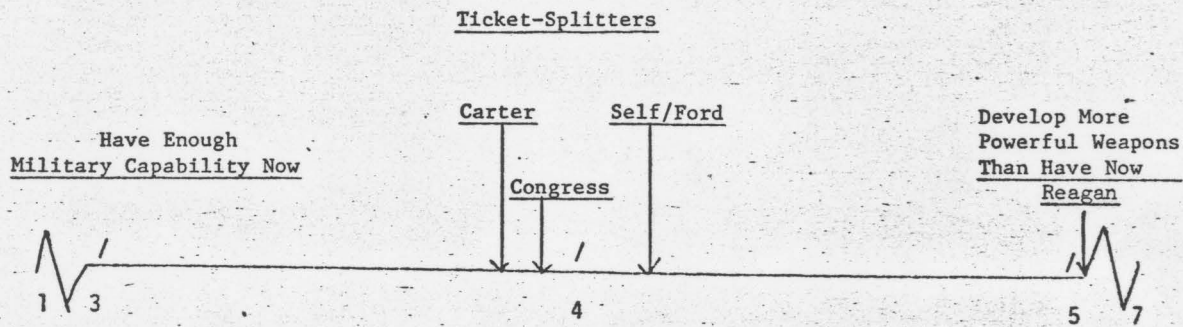 Ticket-Splitters
Carter
Self/Ford
Have Enough
Military Capability Now
Congress
Develop More
Powerful Weapons
Than Have Now
Reagan
1 3 4 5 7